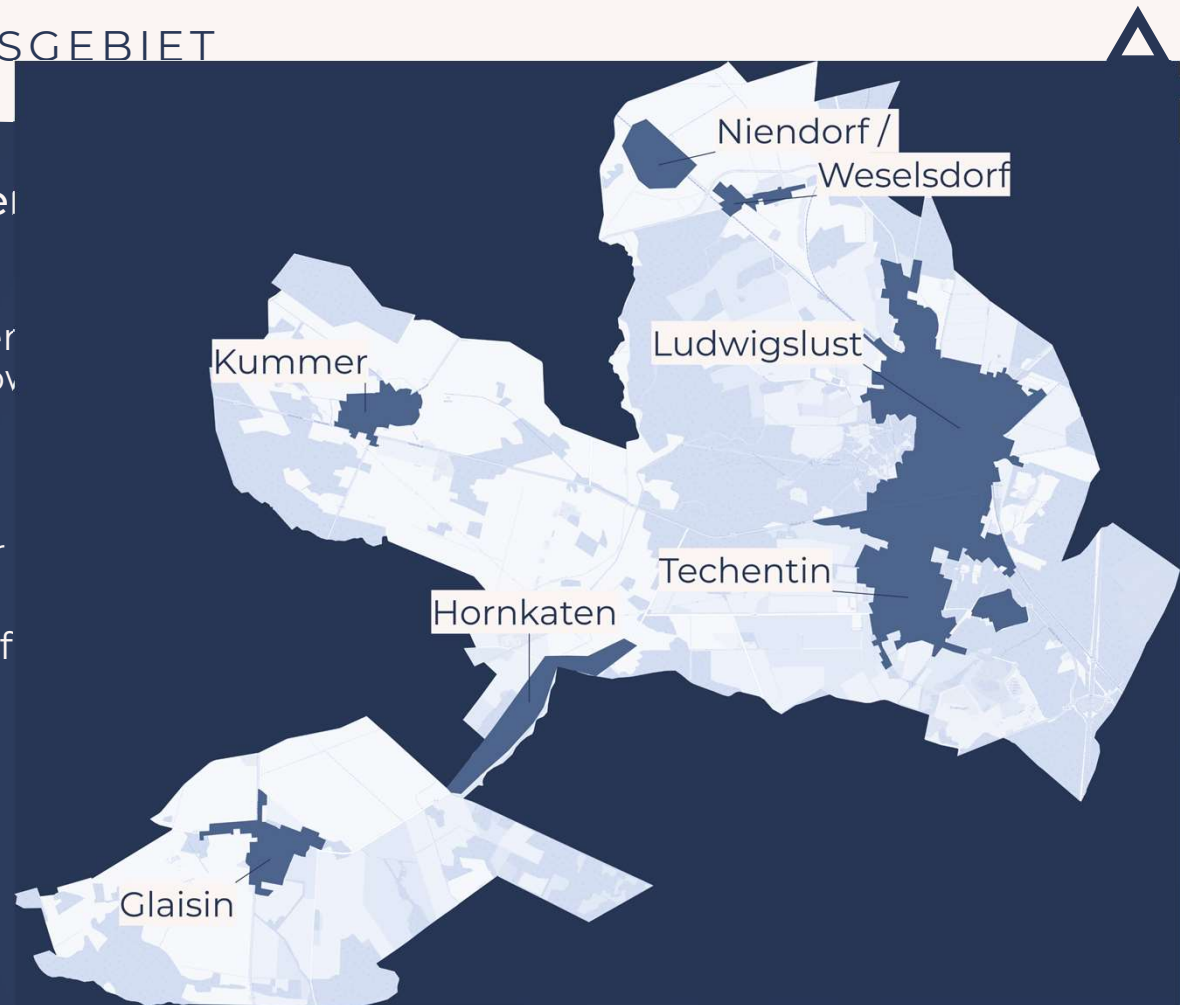 SGEBIET
Niendorf /
Weselsdorf
Ludwigslust
Kummer
Techentin
Hornkaten
Glaisin